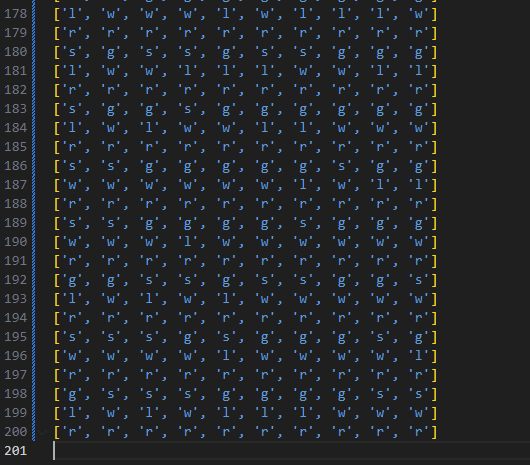 178 ['l', 'w', 'w', 'w', 'l', 'w', 'l', 'l', 'l', 'w']
179 ['r', 'r', 'r', 'r', 'r', 'r', 'r', 'r', 'r', 'r']
180 ['s', 'g', 's', 's', 'g', 's', 's', 'g', 'g', 'g']
181 ['l', 'w', 'w', 'l', 'l', 'l', 'w', 'w', 'l', 'l']
182 ['r', 'r', 'r', 'r', 'r', 'r', 'r', 'r', 'r', 'r']
183 ['s', 'g', 'g', 's', 'g', 'g', 'g', 'g', 'g', 'g']
184 ['l', 'w', 'l', 'w', 'w', 'l', 'l', 'w', 'w', 'w']
185 ['r', 'r', 'r', 'r', 'r', 'r', 'r', 'r', 'r', 'r']
186 ['s', 's', 'g', 'g', 'g', 'g', 'g', 's', 'g', 'g']
187 ['w', 'w', 'w', 'w', 'w', 'w', 'l', 'w', 'l', 'l']
188 ['r', 'r', 'r', 'r', 'r', 'r', 'r', 'r', 'r', 'r']
189 ['s', 's', 'g', 'g', 'g', 'g', 's', 'g', 'g', 'g']
190 ['w', 'w', 'w', 'l', 'w', 'w', 'w', 'w', 'w', 'w']
191 ['r', 'r', 'r', 'r', 'r', 'r', 'r', 'r', 'r', 'r']
192 ['g', 'g', 's', 's', 'g', 's', 's', 'g', 'g', 's']
193 ['l', 'w', 'l', 'w', 'l', 'w', 'w', 'w', 'w', 'w']
194 ['r', 'r', 'r', 'r', 'r', 'r', 'r', 'r', 'r', 'r']
195 ['s', 's', 's', 'g', 's', 'g', 'g', 'g', 's', 'g']
196 ['w', 'w', 'w', 'w', 'l', 'w', 'w', 'w', 'w', 'l']
197 ['r', 'r', 'r', 'r', 'r', 'r', 'r', 'r', 'r', 'r']
198 ['g', 's', 's', 's', 'g', 'g', 'g', 'g', 's', 's']
199 ['l', 'w', 'l', 'w', 'l', 'l', 'l', 'w', 'w', 'w']
200 ['r', 'r', 'r', 'r', 'r', 'r', 'r', 'r', 'r', 'r']
201